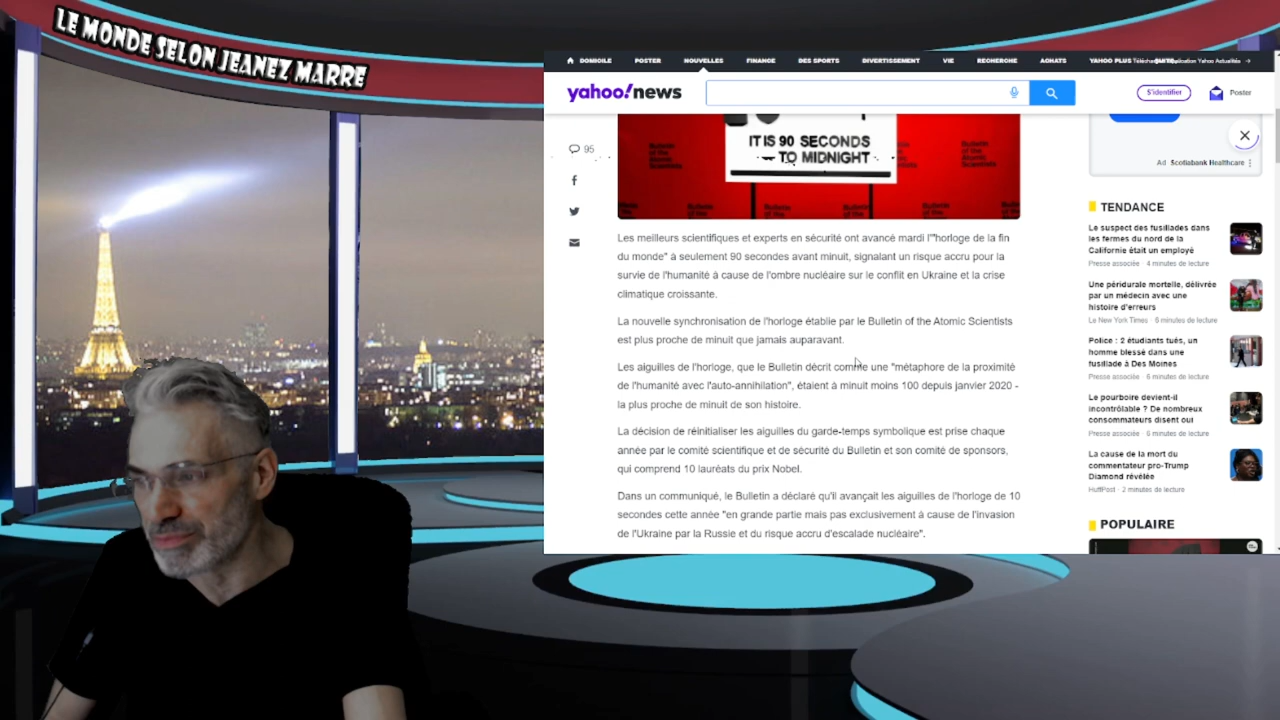 LE MONDE SELON JEANEZ MARRE
DOMICILE POSTER NOUVELLES FINANCE DES SPORTS DIVERTISSEMENT VIE RECHERCHE ACHATS YAHOO PLUS
yahoo!news
S'identifier
Poster
IT IS 90 SECONDS
TO MIDNIGHT
95
Les meilleurs scientifiques et experts en sécurité ont avancé mardi l'"horloge de la fin
du monde" à seulement 90 secondes avant minuit, signalant un risque accru pour la
survie de l'humanité à cause de l'ombre nucléaire sur le conflit en Ukraine et la crise
climatique croissante.
La nouvelle synchronisation de l'horloge établie par le Bulletin of the Atomic Scientists
est plus proche de minuit que jamais auparavant.
Les aiguilles de l'horloge, que le Bulletin décrit comme une "métaphore de la proximité
de l'humanité avec l'auto-annihilation", étaient à minuit moins 100 depuis janvier 2020 -
la plus proche de minuit de son histoire.
La décision de réinitialiser les aiguilles du garde-temps symbolique est prise chaque
année par le comité scientifique et de sécurité du Bulletin et son comité de sponsors,
qui comprend 10 lauréats du prix Nobel.
Dans un communiqué, le Bulletin a déclaré qu'il avançait les aiguilles de l'horloge de 10
secondes cette année "en grande partie mais pas exclusivement à cause de l'invasion
de l'Ukraine par la Russie et du risque accru d'escalade nucléaire".
Ad Scotiabank Healthcare
TENDANCE
Le suspect des fusillades dans
les fermes du nord de la
Californie était un employé
Presse associée · 4 minutes de lecture
Une péridurale mortelle, délivrée
par un médecin avec une
histoire d'erreurs
Le New York Times · 6 minutes de lecture
Police : 2 étudiants tués, un
homme blessé dans une
fusillade à Des Moines
Presse associée · 6 minutes de lecture
Le pourboire devient-il
incontrôlable ? De nombreux
consommateurs disent oui
Presse associée · 6 minutes de lecture
La cause de la mort du
commentateur pro-Trump
Diamond révélée
HuffPost · 2 minutes de lecture
POPULAIRE